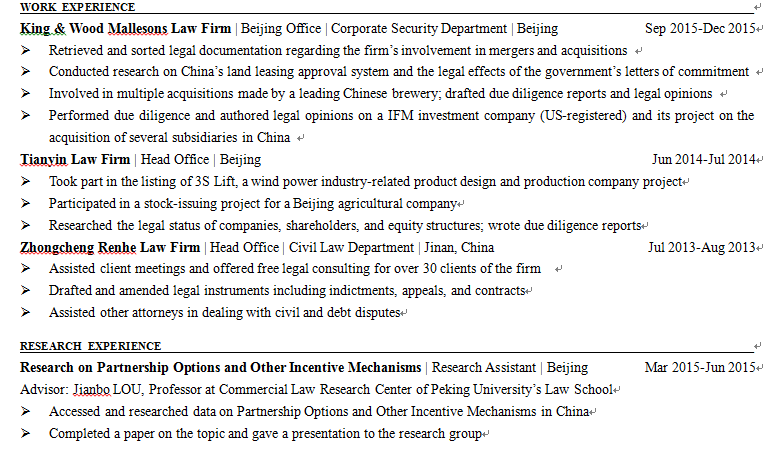 WORK EXPERIENCE
King & Wood Mallesons Law Firm | Beijing Office | Corporate Security Department | Beijing Sep 2015-Dec 2015
➢ Retrieved and sorted legal documentation regarding the firm's involvement in mergers and acquisitions
➢ Conducted research on China's land leasing approval system and the legal effects of the government's letters of commitment
➢ Involved in multiple acquisitions made by a leading Chinese brewery; drafted due diligence reports and legal opinions
➢ Performed due diligence and authored legal opinions on a IFM investment company (US-registered) and its project on the
acquisition of several subsidiaries in China
Tianyin Law Firm | Head Office | Beijing Jun 2014-Jul 2014
➢ Took part in the listing of 3S Lift, a wind power industry-related product design and production company project
➢ Participated in a stock-issuing project for a Beijing agricultural company
➢ Researched the legal status of companies, shareholders, and equity structures; wrote due diligence reports
Zhongcheng Renhe Law Firm | Head Office | Civil Law Department | Jinan, China Jul 2013-Aug 2013
➢ Assisted client meetings and offered free legal consulting for over 30 clients of the firm
➢ Drafted and amended legal instruments including indictments, appeals, and contracts
➢ Assisted other attorneys in dealing with civil and debt disputes
RESEARCH EXPERIENCE
Research on Partnership Options and Other Incentive Mechanisms | Research Assistant | Beijing Mar 2015-Jun 2015
Advisor: Jianbo LOU, Professor at Commercial Law Research Center of Peking University's Law School
➢ Accessed and researched data on Partnership Options and Other Incentive Mechanisms in China
➢ Completed a paper on the topic and gave a presentation to the research group